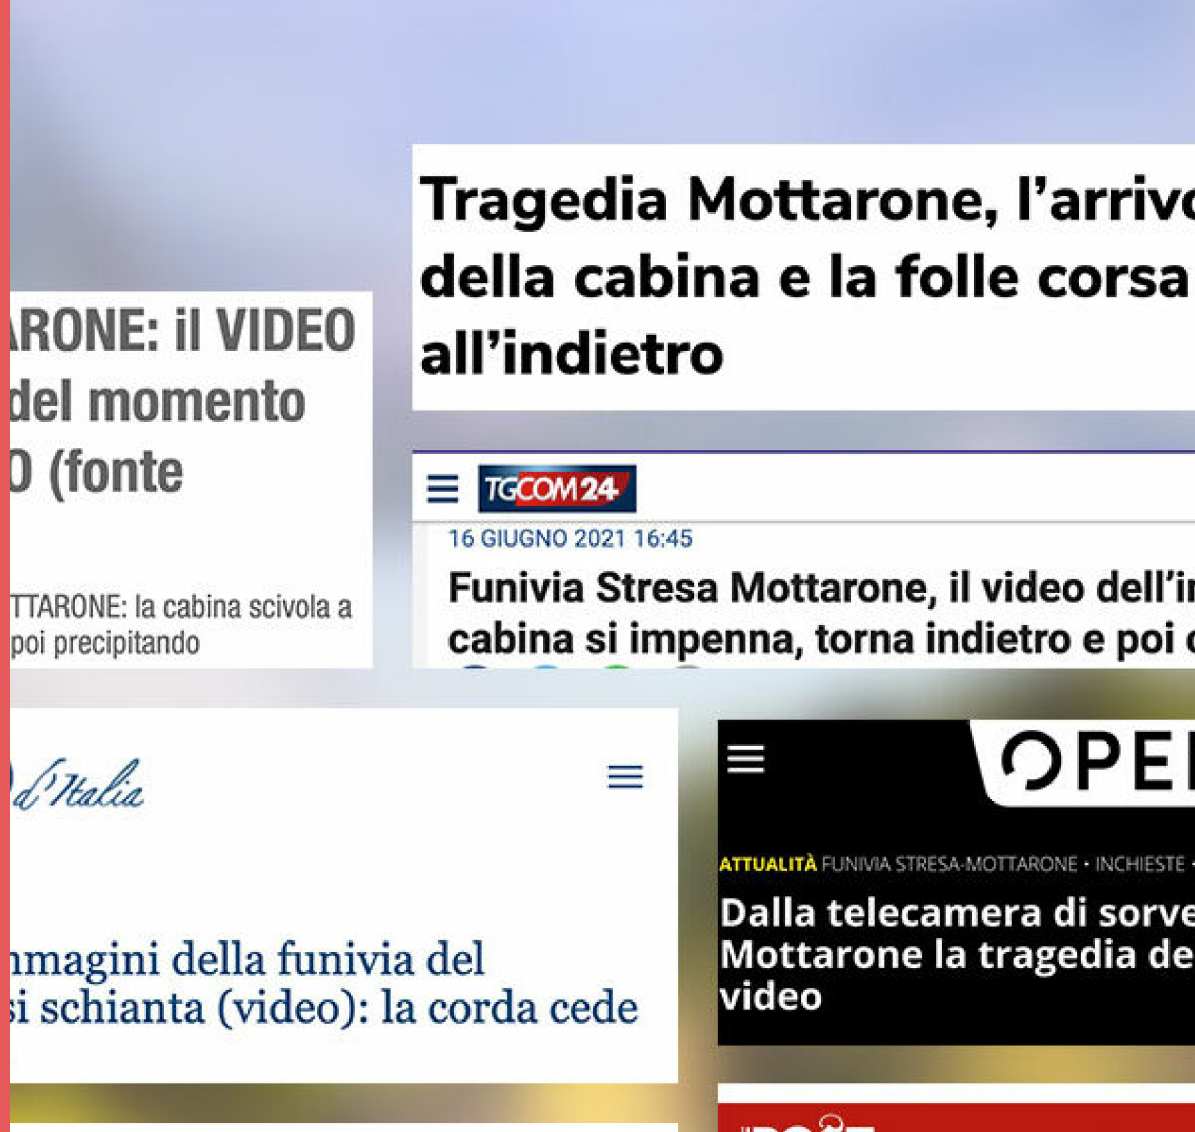 Tragedia Mottarone, l’arrivo
della cabina e la folle corsa
all’indietro
ARONE: il VIDEO
del momento
O (fonte
TTARONE: la cabina scivola a
poi precipitando
TGCOM24
16 GIUGNO 2021 16:45
Funivia Stresa Mottarone, il video dell’in
cabina si impenna, torna indietro e poi
d’Italia
mmagini della funivia del
si schianta (video): la corda cede
OPE
ATTUALITÀ FUNIVIA STRESA-MOTTARONE • INCHIESTE •
Dalla telecamera di sorve
Mottarone la tragedia de
video